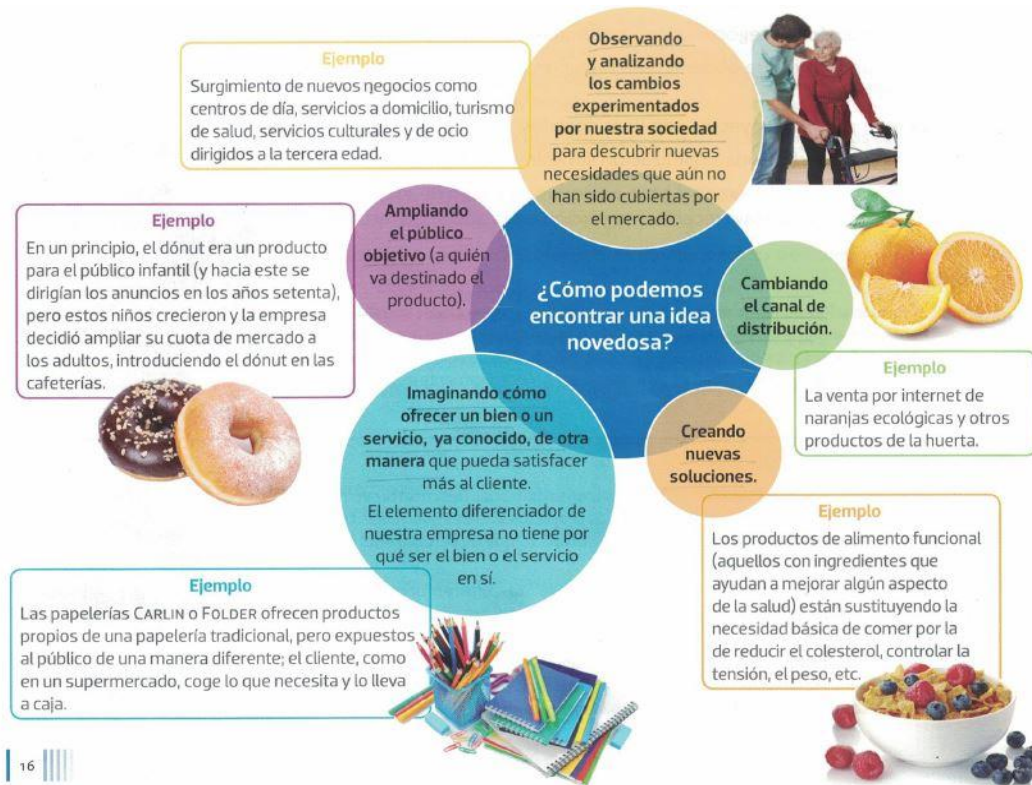 Ejemplo
Surgimiento de nuevos negocios como
centros de día, servicios a domicilio, turismo
de salud, servicios culturales y de ocio
dirigidos a la tercera edad.
Observando
y analizando
los cambios
experimentados
por nuestra sociedad
para descubrir nuevas
necesidades que aún no
han sido cubiertas por
el mercado.
Ejemplo
En un principio, el dónut era un producto
para el público infantil (y hacia este se
dirigían los anuncios en los años setenta),
pero estos niños crecieron y la empresa
decidió ampliar su cuota de mercado a
los adultos, introduciendo el dónut en las
cafeterías.
Ampliando
el público
objetivo (a quién
va destinado el
producto).
¿Cómo podemos
encontrar una idea
novedosa?
Cambiando
el canal de
distribución.
Ejemplo
La venta por internet de
naranjas ecológicas y otros
productos de la huerta.
Imaginando cómo
ofrecer un bien o un
servicio, ya conocido, de otra
manera que pueda satisfacer
más al cliente.
El elemento diferenciador de
nuestra empresa no tiene por
qué ser el bien o el servicio
en sí.
Creando
nuevas
soluciones.
Ejemplo
Los productos de alimento funcional
(aquellos con ingredientes que
ayudan a mejorar algún aspecto
de la salud) están sustituyendo la
necesidad básica de comer por la
de reducir el colesterol, controlar la
tensión, el peso, etc.
Ejemplo
Las papelerías CARLIN o FOLDER ofrecen productos
propios de una papelería tradicional, pero expuestos
al público de una manera diferente; el cliente, como
en un supermercado, coge lo que necesita y lo lleva
a caja.
16